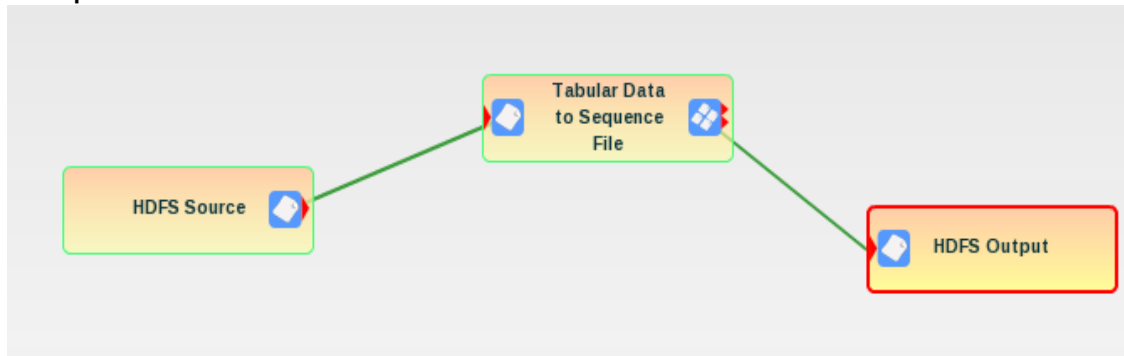 Tabular Data
to Sequence
File
HDFS Source
HDFS Output